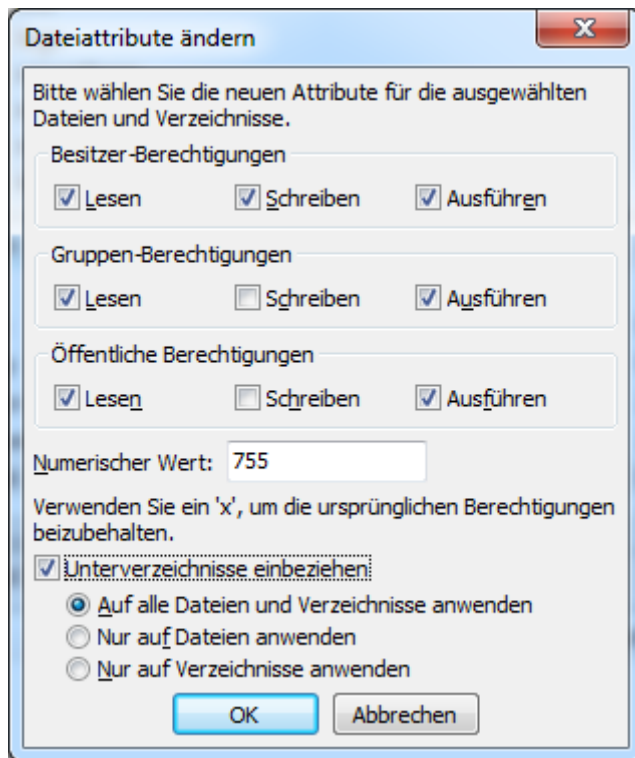 Dateiattribute ändern
Bitte wählen Sie die neuen Attribute für die ausgewählten
Dateien und Verzeichnisse.
Besitzer-Berechtigungen
Lesen Schreiben Ausführen
Gruppen-Berechtigungen
Lesen Schreiben Ausführen
Öffentliche Berechtigungen
Lesen Schreiben Ausführen
Numerischer Wert: 755
Verwenden Sie ein 'x', um die ursprünglichen Berechtigungen
beizubehalten.
Unterverzeichnisse einbeziehen
Auf alle Dateien und Verzeichnisse anwenden
Nur auf Dateien anwenden
Nur auf Verzeichnisse anwenden
OK Abbrechen